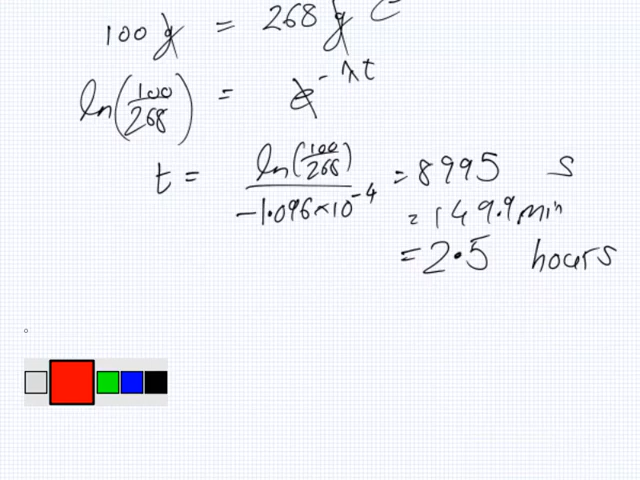 100 g = 268 g e
ln(100/268) = e^-λt
t = ln(100/268) / -1.096×10^-4 = 8995 s
= 149.9 min
= 2.5 hours